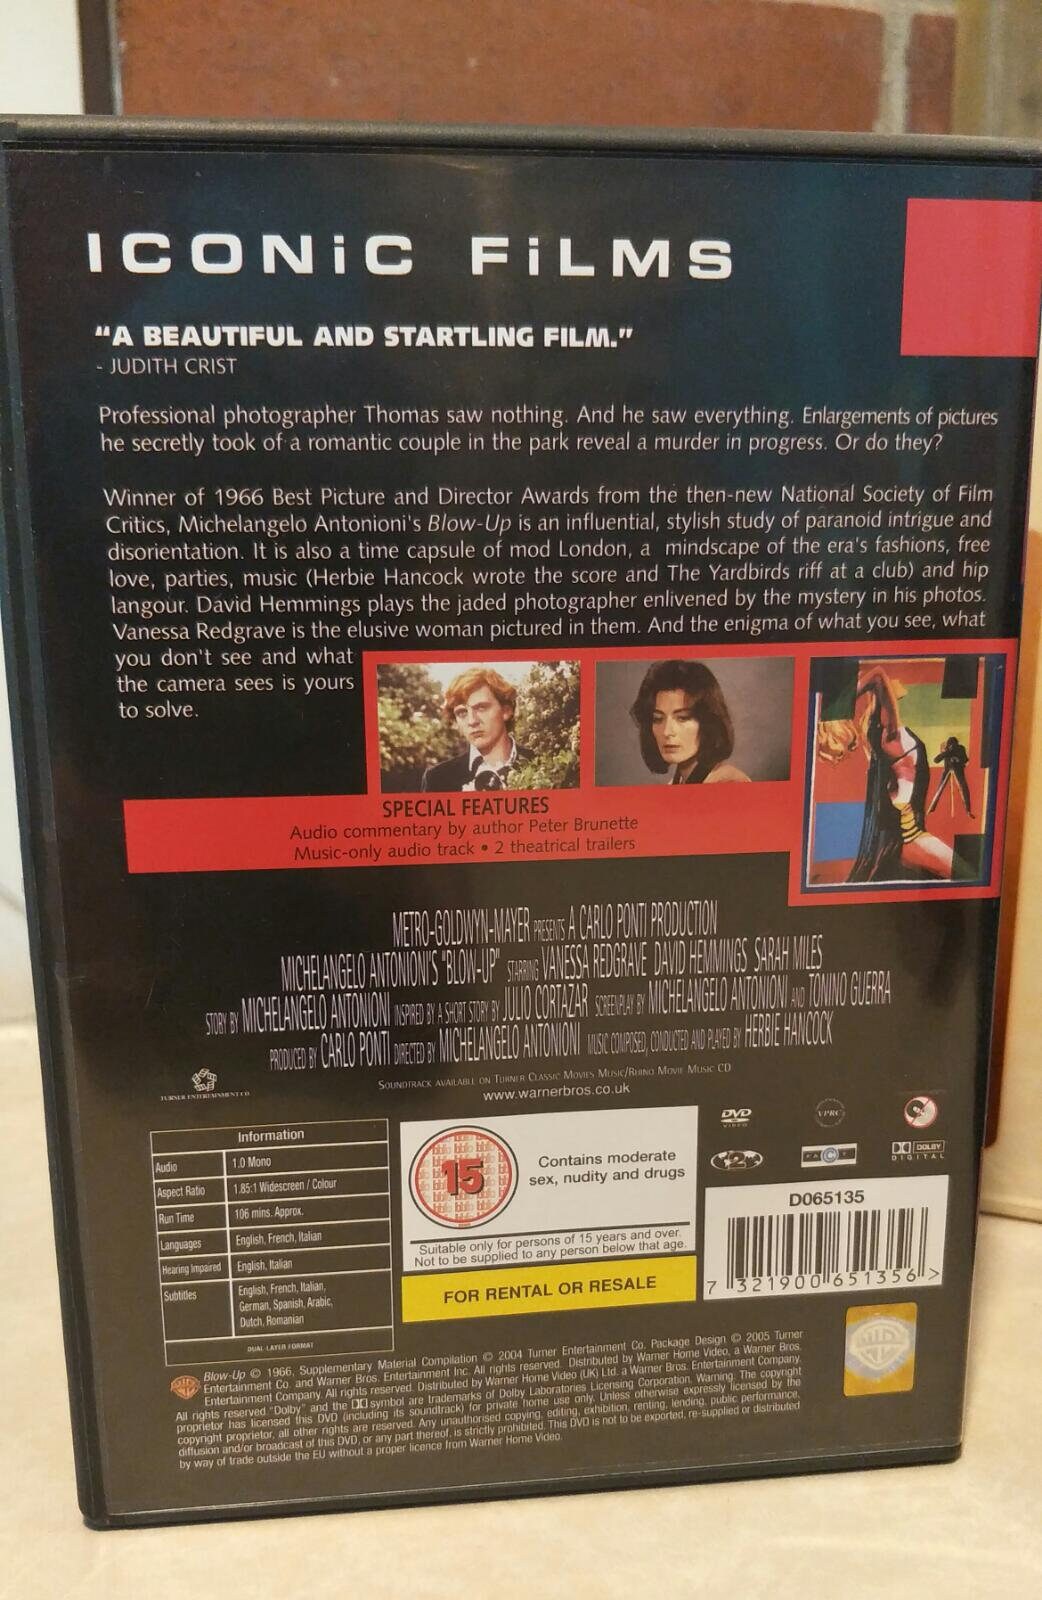 ICONiC FiLMS
“A BEAUTIFUL AND STARTLING FILM.”
- JUDITH CRIST
Professional photographer Thomas saw nothing. And he saw everything. Enlargements of pictures
he secretly took of a romantic couple in the park reveal a murder in progress. Or do they?
Winner of 1966 Best Picture and Director Awards from the then-new National Society of Film
Critics, Michelangelo Antonioni's Blow-Up is an influential, stylish study of paranoid intrigue and
disorientation. It is also a time capsule of mod London, a mindscape of the era's fashions, free
love, parties, music (Herbie Hancock wrote the score and The Yardbirds riff at a club) and hip
langour. David Hemmings plays the jaded photographer enlivened by the mystery in his photos.
Vanessa Redgrave is the elusive woman pictured in them. And the enigma of what you see, what
you don't see and what
the camera sees is yours
to solve.
SPECIAL FEATURES
Audio commentary by author Peter Brunette
Music-only audio track • 2 theatrical trailers
METRO-GOLDWYN-MAYER PRESENTS A CARLO PONTI PRODUCTION
MICHELANGELO ANTONIONI'S "BLOW-UP" STARRING VANESSA REDGRAVE DAVID HEMMINGS SARAH MILES
STORY BY MICHELANGELO ANTONIONI INSPIRED BY A SHORT STORY BY JULIO CORTAZAR SCREENPLAY BY MICHELANGELO ANTONIONI AND TONINO GUERRA
PRODUCED BY CARLO PONTI DIRECTED BY MICHELANGELO ANTONIONI MUSIC COMPOSED, CONDUCTED AND PLAYED BY HERBIE HANCOCK
SOUNDTRACK AVAILABLE ON TURNER CLASSIC MOVIES MUSIC/RHINO MOVIE MUSIC CD
www.warnerbros.co.uk
TURNER ENTERTAINMENT CO.
Information
Audio 1.0 Mono
Aspect Ratio 1.85:1 Widescreen / Colour
Run Time 106 mins. Approx.
Languages English, French, Italian
Hearing Impaired English, Italian
Subtitles English, French, Italian,
German, Spanish, Arabic,
Dutch, Romanian
DUAL-LAYER FORMAT
15
Contains moderate
sex, nudity and drugs
Suitable only for persons of 15 years and over.
Not to be supplied to any person below that age.
FOR RENTAL OR RESALE
DVD
VIDEO
VPRC
2
FACT
DOLBY
DIGITAL
D065135
7 321900 651356 >
Blow-Up © 1966, Supplementary Material Compilation © 2004 Turner Entertainment Co. Package Design © 2005 Turner
Entertainment Co. and Warner Bros. Entertainment Inc. All rights reserved. Distributed by Warner Home Video, a Warner Bros.
Entertainment Company. All rights reserved. Distributed by Warner Home Video (UK) Ltd. a Warner Bros. Entertainment Company.
All rights reserved. "Dolby" and the symbol are trademarks of Dolby Laboratories Licensing Corporation. Warning: The copyright
proprietor has licensed this DVD (including its soundtrack) for private home use only. Unless otherwise expressly licensed by the
copyright proprietor, all other rights are reserved. Any unauthorised copying, editing, exhibition, renting, lending, public performance,
diffusion and/or broadcast of this DVD, or any part thereof, is strictly prohibited. This DVD is not to be exported, re-supplied or distributed
by way of trade outside the EU without a proper licence from Warner Home Video.